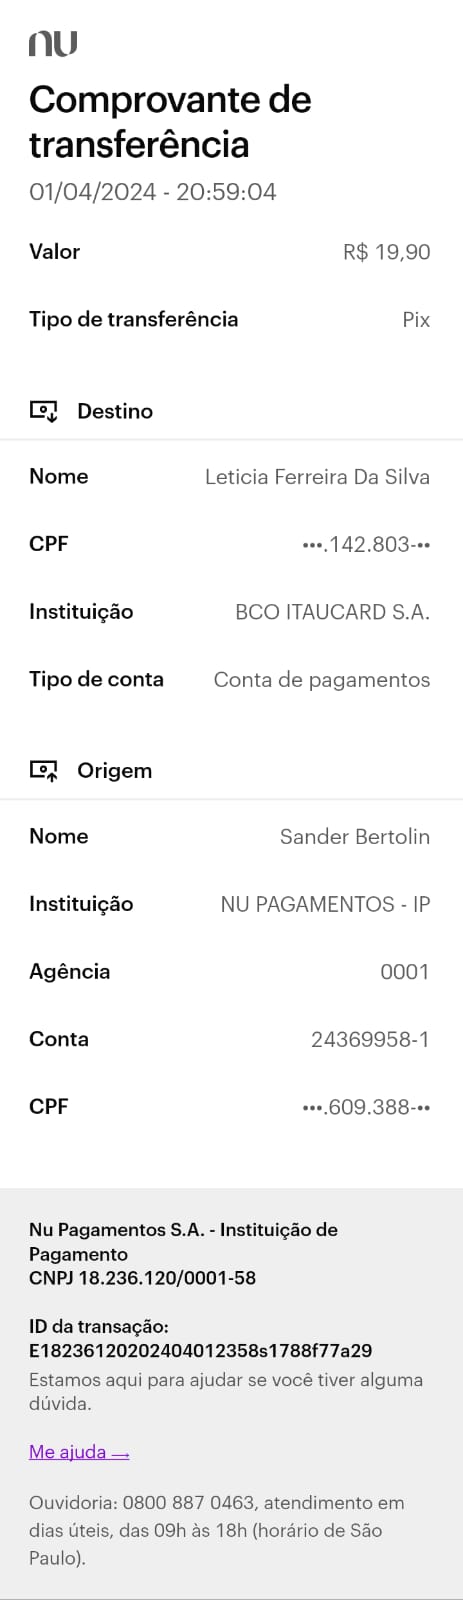 nu
Comprovante de
transferência
01/04/2024 - 20:59:04
Valor R$ 19,90
Tipo de transferência Pix
Destino
Nome Leticia Ferreira Da Silva
CPF •••.142.803-••
Instituição BCO ITAUCARD S.A.
Tipo de conta Conta de pagamentos
Origem
Nome Sander Bertolin
Instituição NU PAGAMENTOS - IP
Agência 0001
Conta 24369958-1
CPF •••.609.388-••
Nu Pagamentos S.A. - Instituição de
Pagamento
CNPJ 18.236.120/0001-58
ID da transação:
E18236120202404012358s1788f77a29
Estamos aqui para ajudar se você tiver alguma
dúvida.
Me ajuda →
Ouvidoria: 0800 887 0463, atendimento em
dias úteis, das 09h às 18h (horário de São
Paulo).